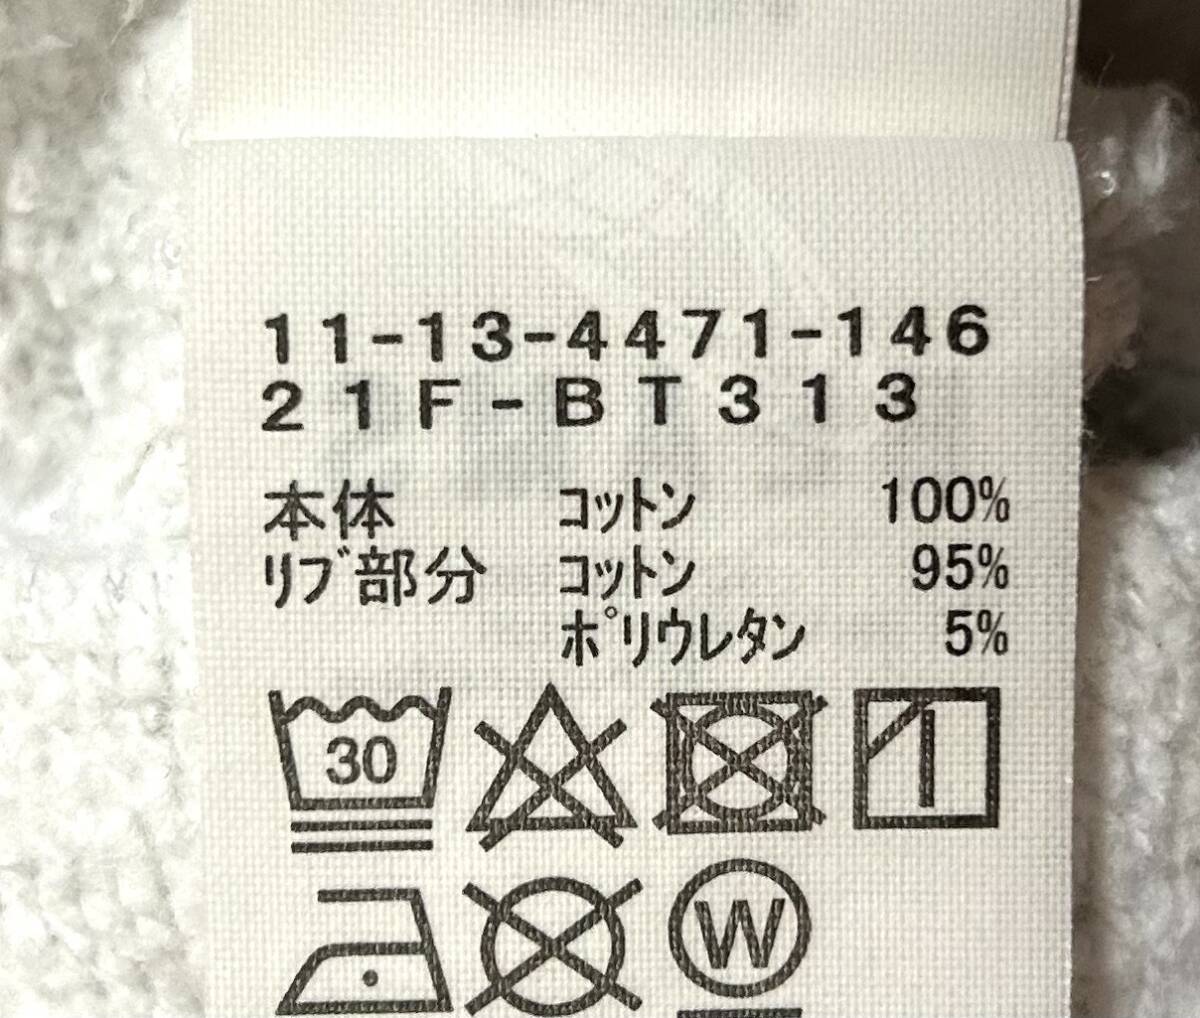 11-13-4471-146
21F-BT313
本体 コットン 100%
リブ部分 コットン 95%
ポリウレタン 5%
30
W